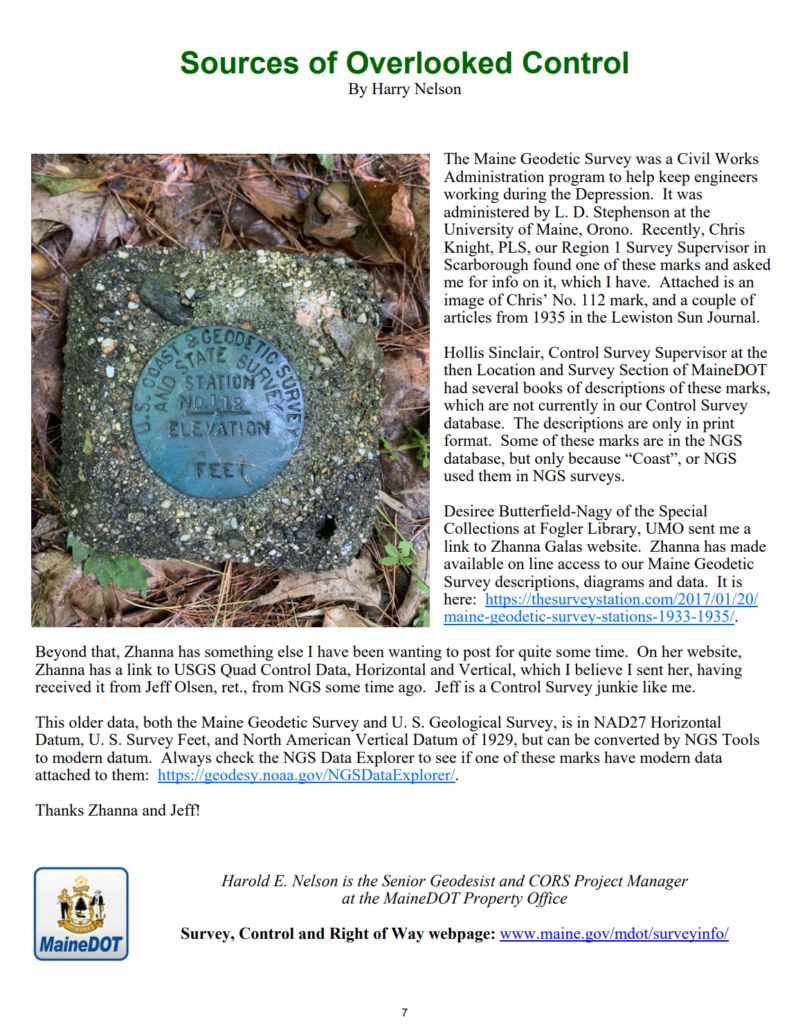 Sources of Overlooked Control
By Harry Nelson
U.S. COAST & GEODETIC SURVEY
AND STATE SURVEY
STATION
NO. 112
ELEVATION
FEET
The Maine Geodetic Survey was a Civil Works
Administration program to help keep engineers
working during the Depression.  It was
administered by L. D. Stephenson at the
University of Maine, Orono.  Recently, Chris
Knight, PLS, our Region 1 Survey Supervisor in
Scarborough found one of these marks and asked
me for info on it, which I have.  Attached is an
image of Chris' No. 112 mark, and a couple of
articles from 1935 in the Lewiston Sun Journal.
Hollis Sinclair, Control Survey Supervisor at the
then Location and Survey Section of MaineDOT
had several books of descriptions of these marks,
which are not currently in our Control Survey
database.  The descriptions are only in print
format.  Some of these marks are in the NGS
database, but only because “Coast”, or NGS
used them in NGS surveys.
Desiree Butterfield-Nagy of the Special
Collections at Fogler Library, UMO sent me a
link to Zhanna Galas website.  Zhanna has made
available on line access to our Maine Geodetic
Survey descriptions, diagrams and data.  It is
here:  https://thesurveystation.com/2017/01/20/
maine-geodetic-survey-stations-1933-1935/.
Beyond that, Zhanna has something else I have been wanting to post for quite some time.  On her website,
Zhanna has a link to USGS Quad Control Data, Horizontal and Vertical, which I believe I sent her, having
received it from Jeff Olsen, ret., from NGS some time ago.  Jeff is a Control Survey junkie like me.
This older data, both the Maine Geodetic Survey and U. S. Geological Survey, is in NAD27 Horizontal
Datum, U. S. Survey Feet, and North American Vertical Datum of 1929, but can be converted by NGS Tools
to modern datum.  Always check the NGS Data Explorer to see if one of these marks have modern data
attached to them:  https://geodesy.noaa.gov/NGSDataExplorer/.
Thanks Zhanna and Jeff!
MaineDOT
Harold E. Nelson is the Senior Geodesist and CORS Project Manager
at the MaineDOT Property Office
Survey, Control and Right of Way webpage: www.maine.gov/mdot/surveyinfo/
7